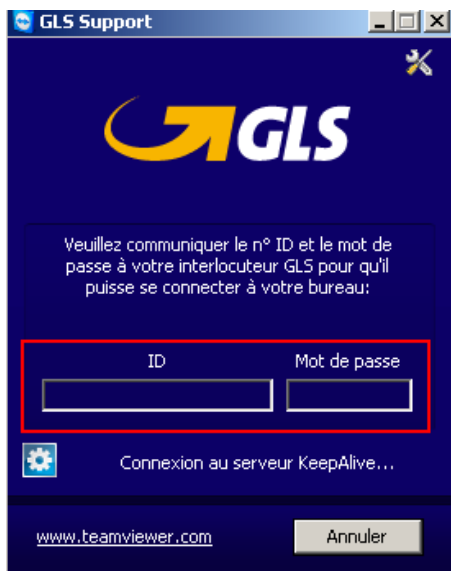 GLS Support
GLS
Veuillez communiquer le n° ID et le mot de
passe à votre interlocuteur GLS pour qu'il
puisse se connecter à votre bureau:
ID Mot de passe
Connexion au serveur KeepAlive...
www.teamviewer.com Annuler